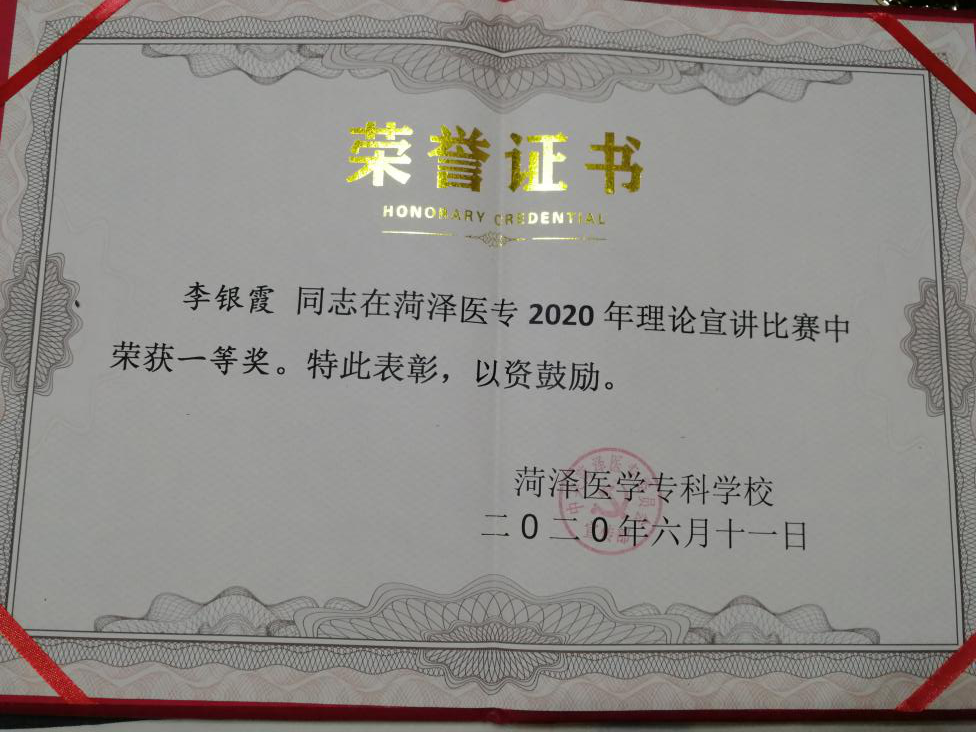 荣誉证书
HONORARY CREDENTIAL
李银霞 同志在菏泽医专 2020 年理论宣讲比赛中
荣获一等奖。特此表彰，以资鼓励。
菏泽医学专科学校
二0二0年六月十一日